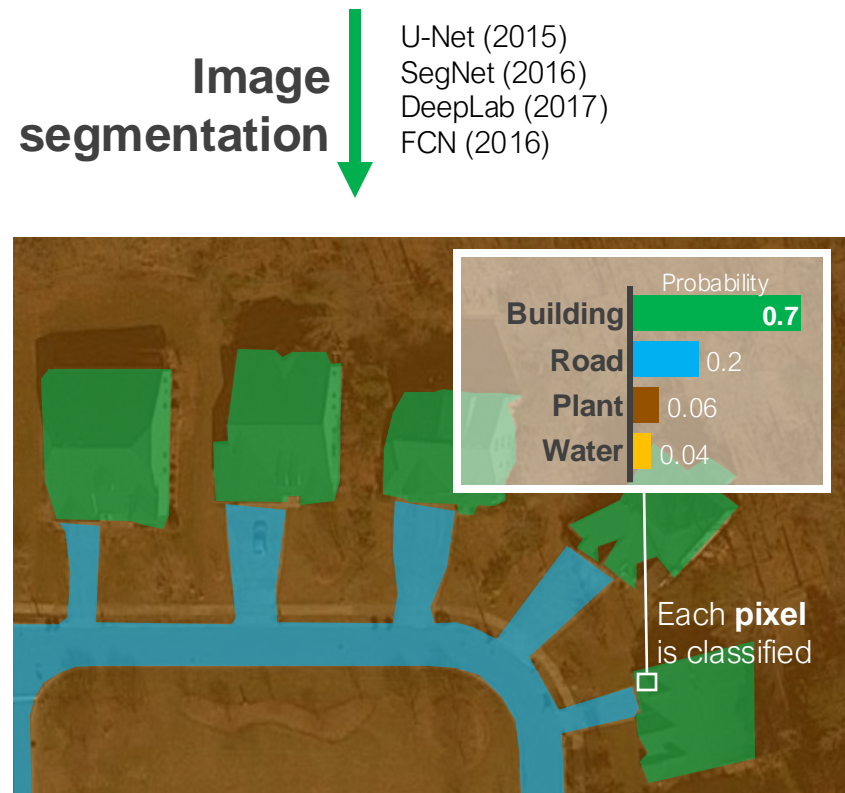 Image
segmentation
U-Net (2015)
SegNet (2016)
DeepLab (2017)
FCN (2016)
Probability
Building 0.7
Road 0.2
Plant 0.06
Water 0.04
Each pixel
is classified